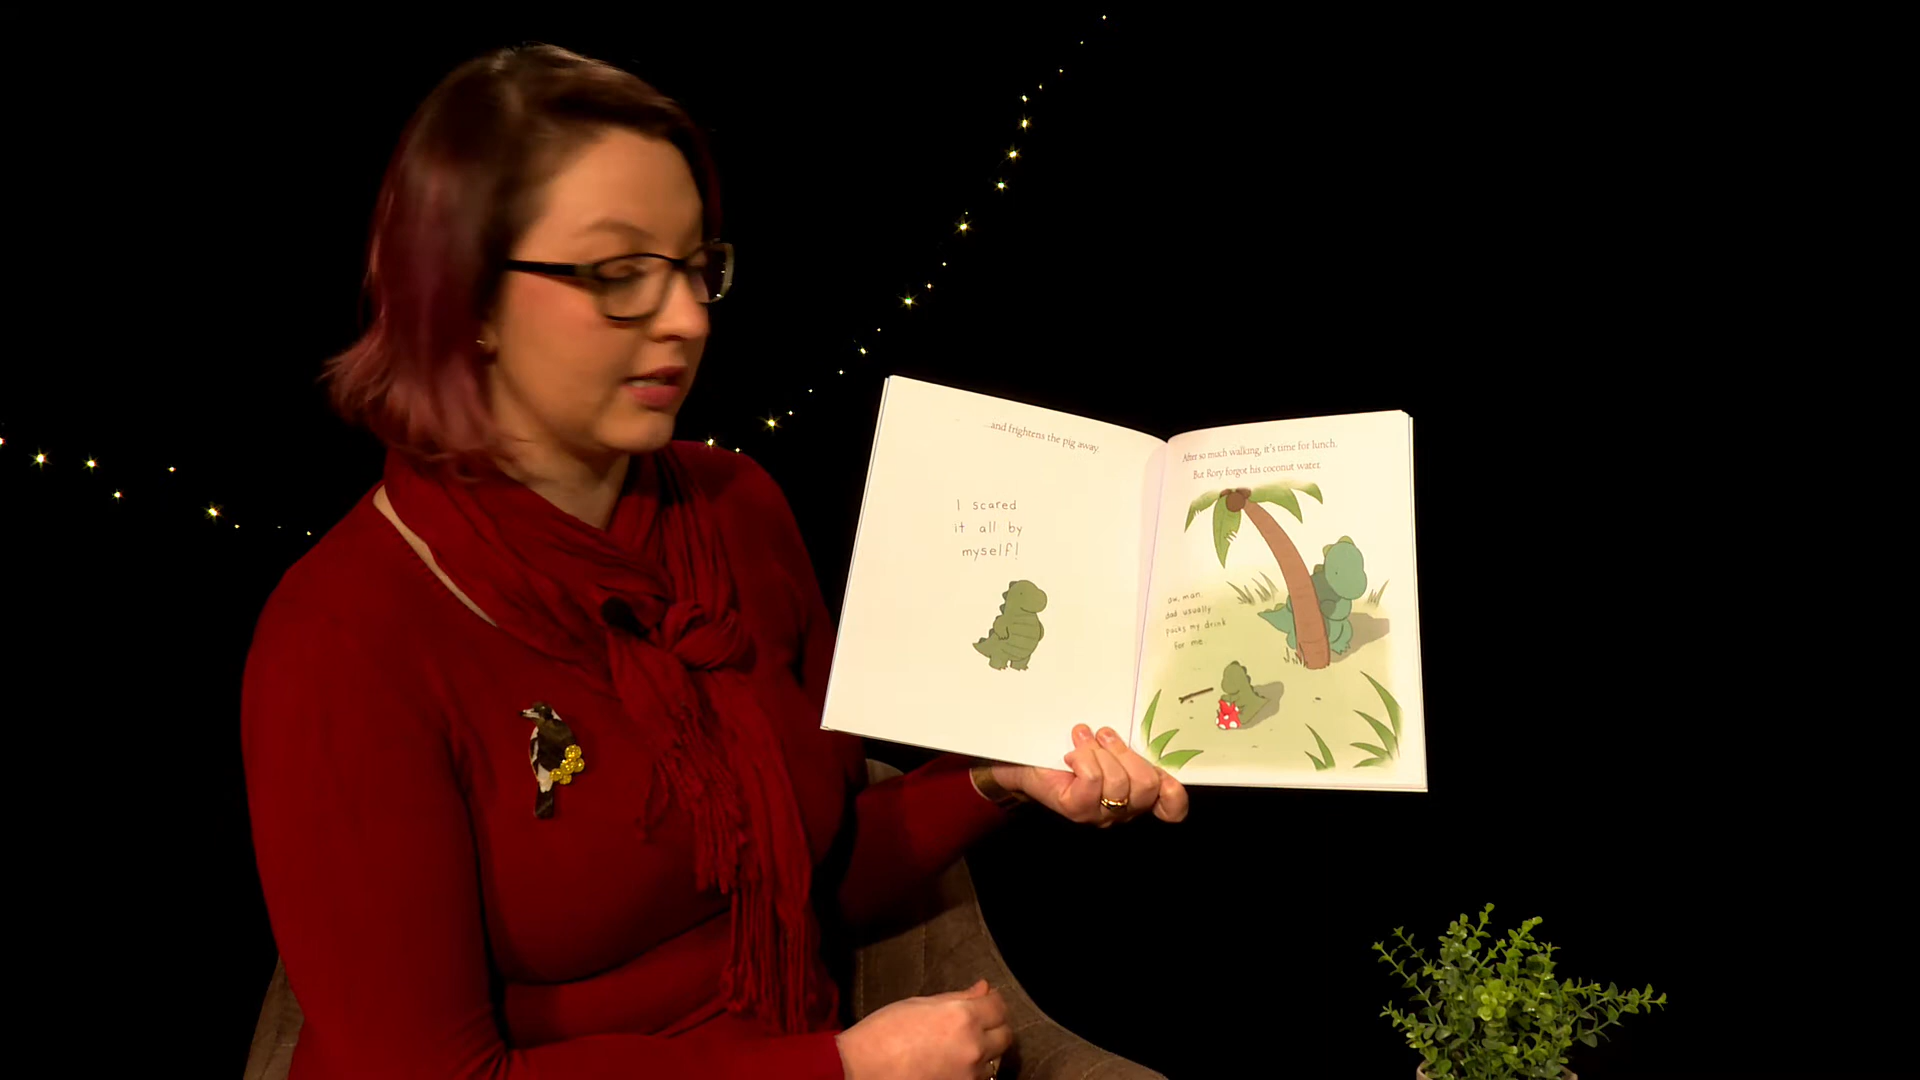 ...and frightens the pig away.
I scared
it all by
myself!
After so much walking, it's time for lunch.
But Rory forgot his coconut water.
aw, man.
dad usually
packs my drink
for me.